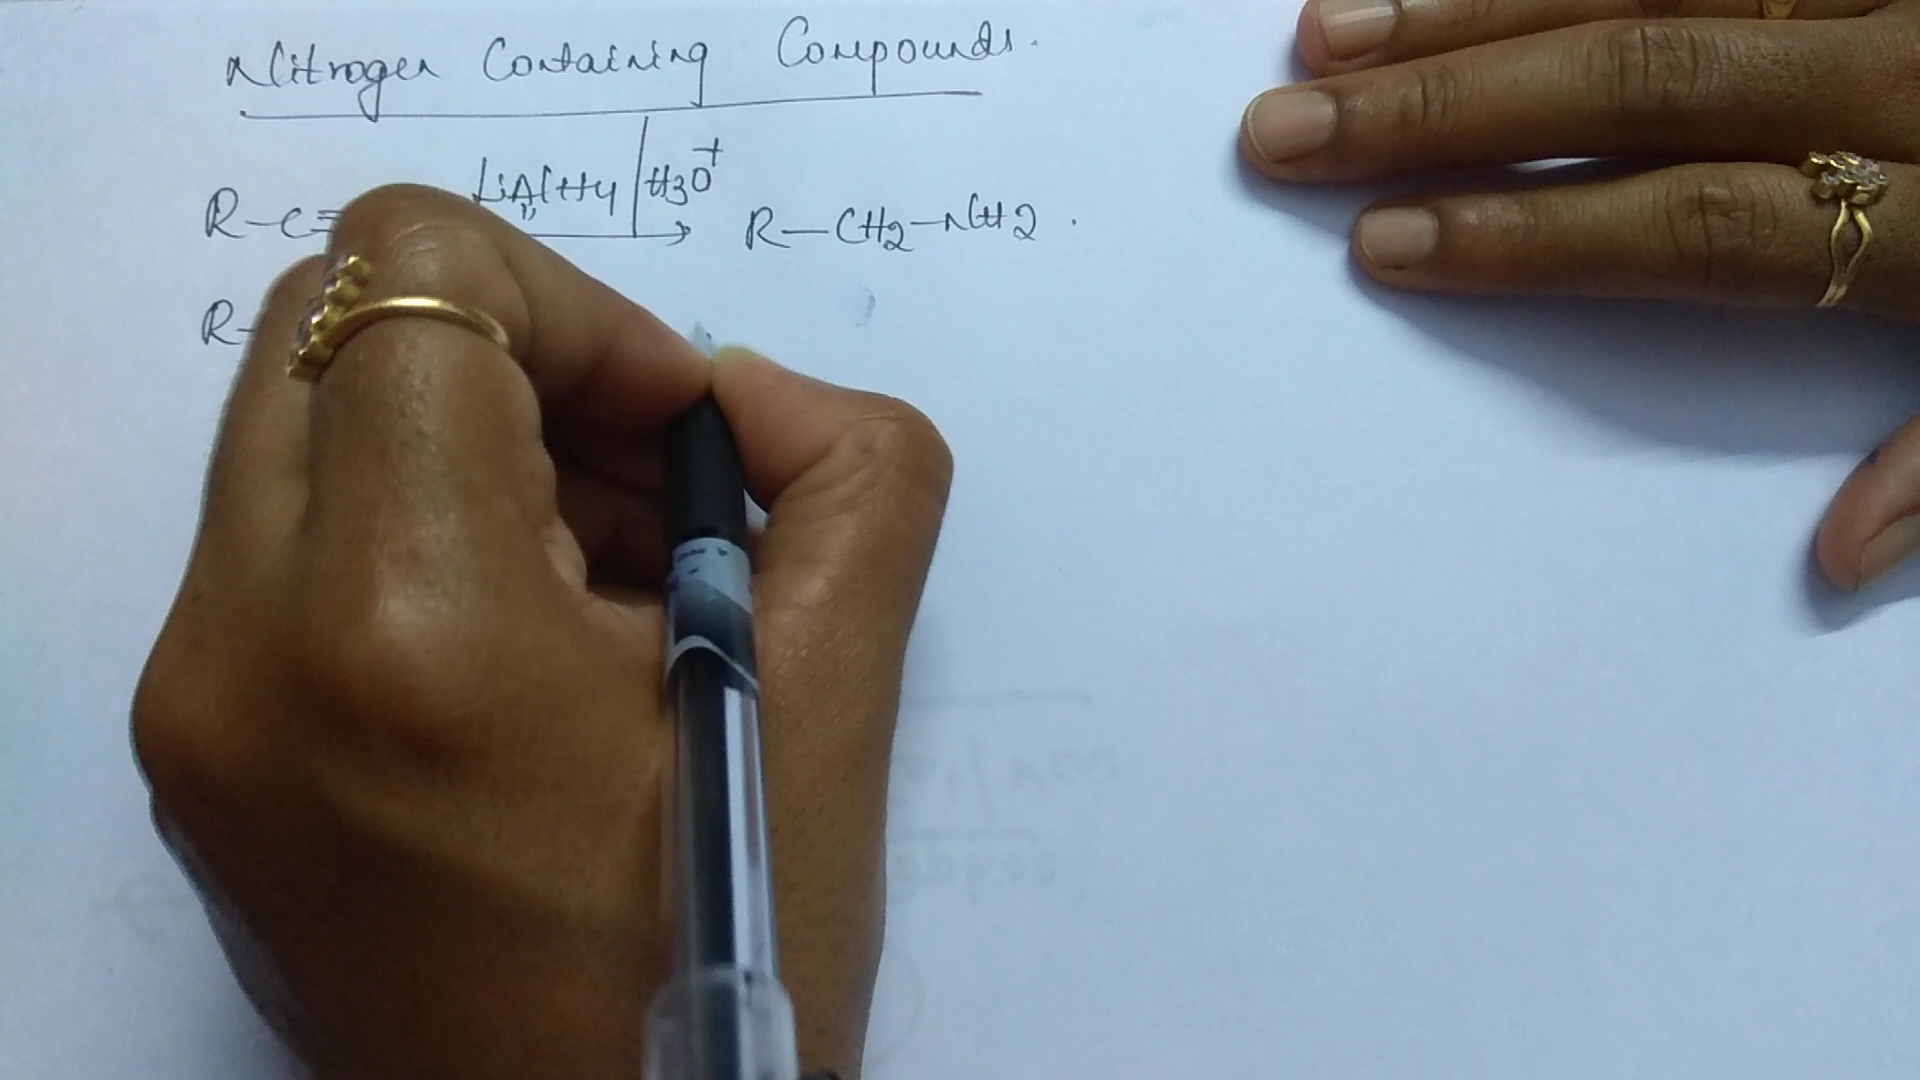 Nitrogen Containing Compounds.
R-C≡ LiAlH4/H3O+ → R-CH2-NH2.
R-